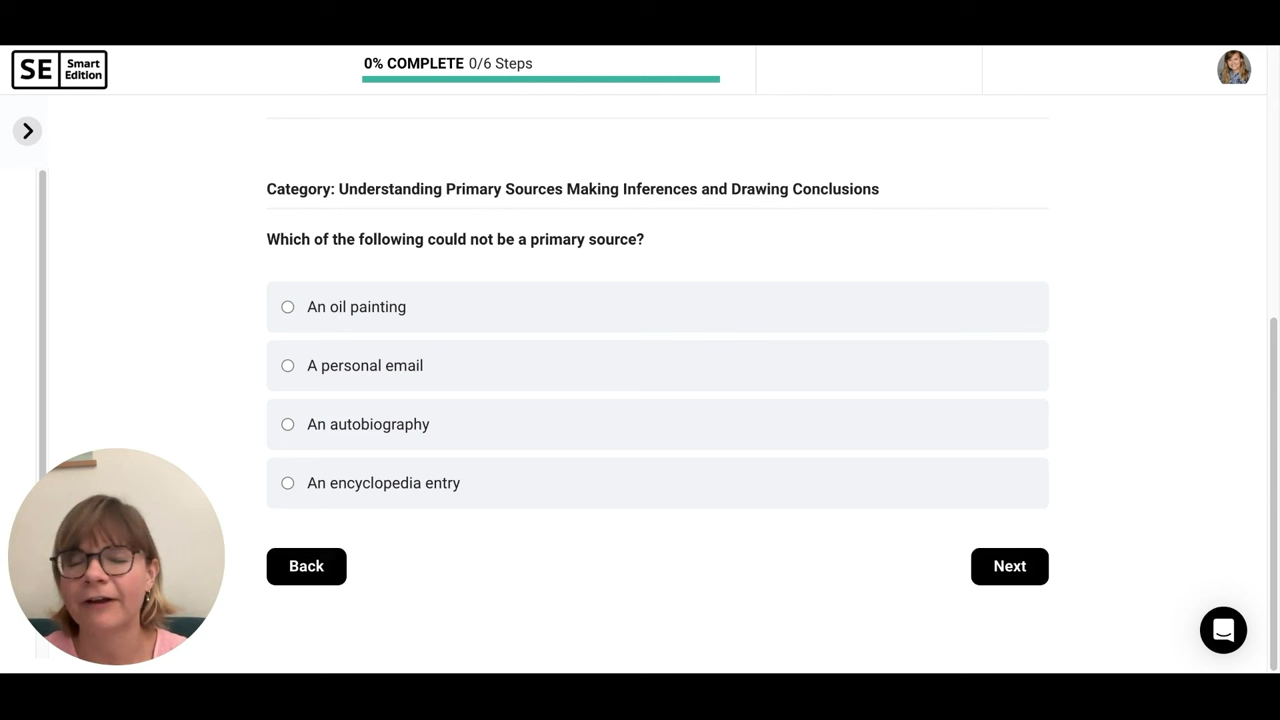 SE Smart Edition
0% COMPLETE 0/6 Steps
Category: Understanding Primary Sources Making Inferences and Drawing Conclusions
Which of the following could not be a primary source?
An oil painting
A personal email
An autobiography
An encyclopedia entry
Back
Next